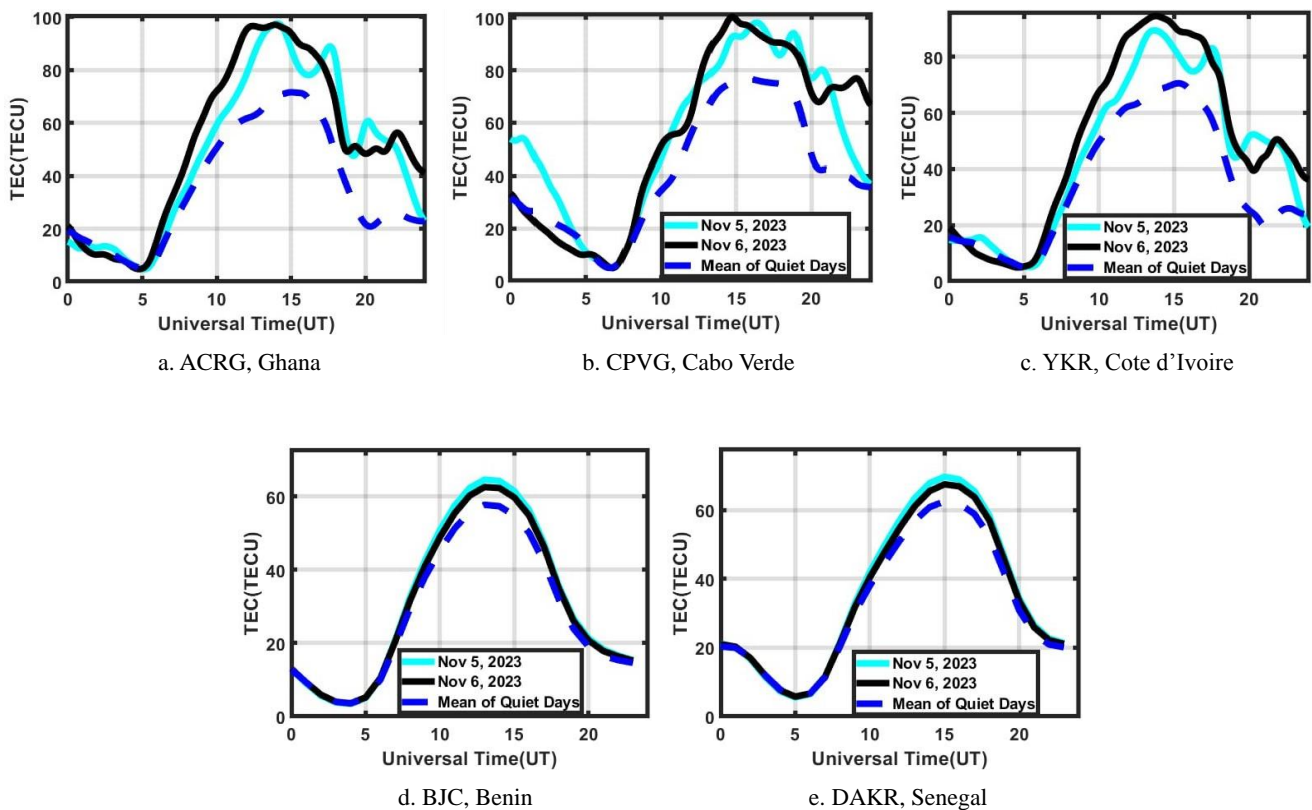 TEC(TECU)
100
80
60
40
20
0
0 5 10 15 20
Universal Time(UT)
a. ACRG, Ghana
TEC(TECU)
100
80
60
40
20
0
Nov 5, 2023
Nov 6, 2023
Mean of Quiet Days
0 5 10 15 20
Universal Time(UT)
b. CPVG, Cabo Verde
TEC(TECU)
80
60
40
20
0
Nov 5, 2023
Nov 6, 2023
Mean of Quiet Days
0 5 10 15 20
Universal Time(UT)
c. YKR, Cote d’Ivoire
TEC(TECU)
60
40
20
0
Nov 5, 2023
Nov 6, 2023
Mean of Quiet Days
0 5 10 15 20
Universal Time(UT)
d. BJC, Benin
TEC(TECU)
60
40
20
0
Nov 5, 2023
Nov 6, 2023
Mean of Quiet Days
0 5 10 15 20
Universal Time(UT)
e. DAKR, Senegal